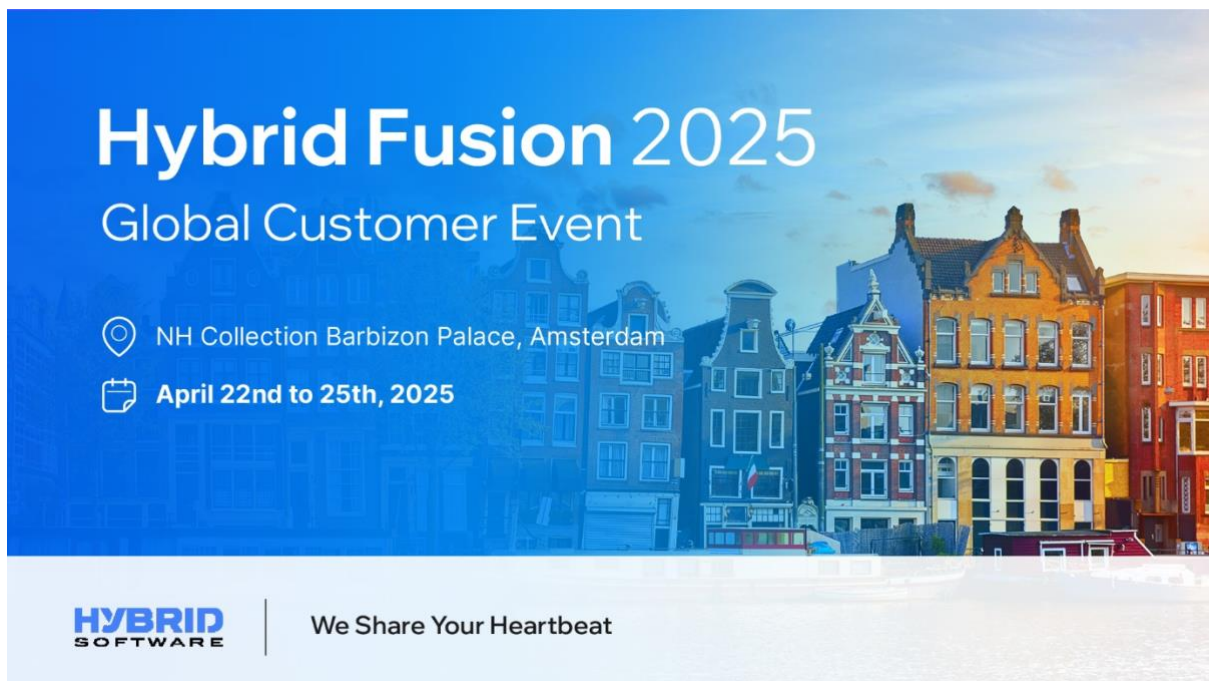 Hybrid Fusion 2025
Global Customer Event
NH Collection Barbizon Palace, Amsterdam
April 22nd to 25th, 2025
HYBRID
SOFTWARE
We Share Your Heartbeat